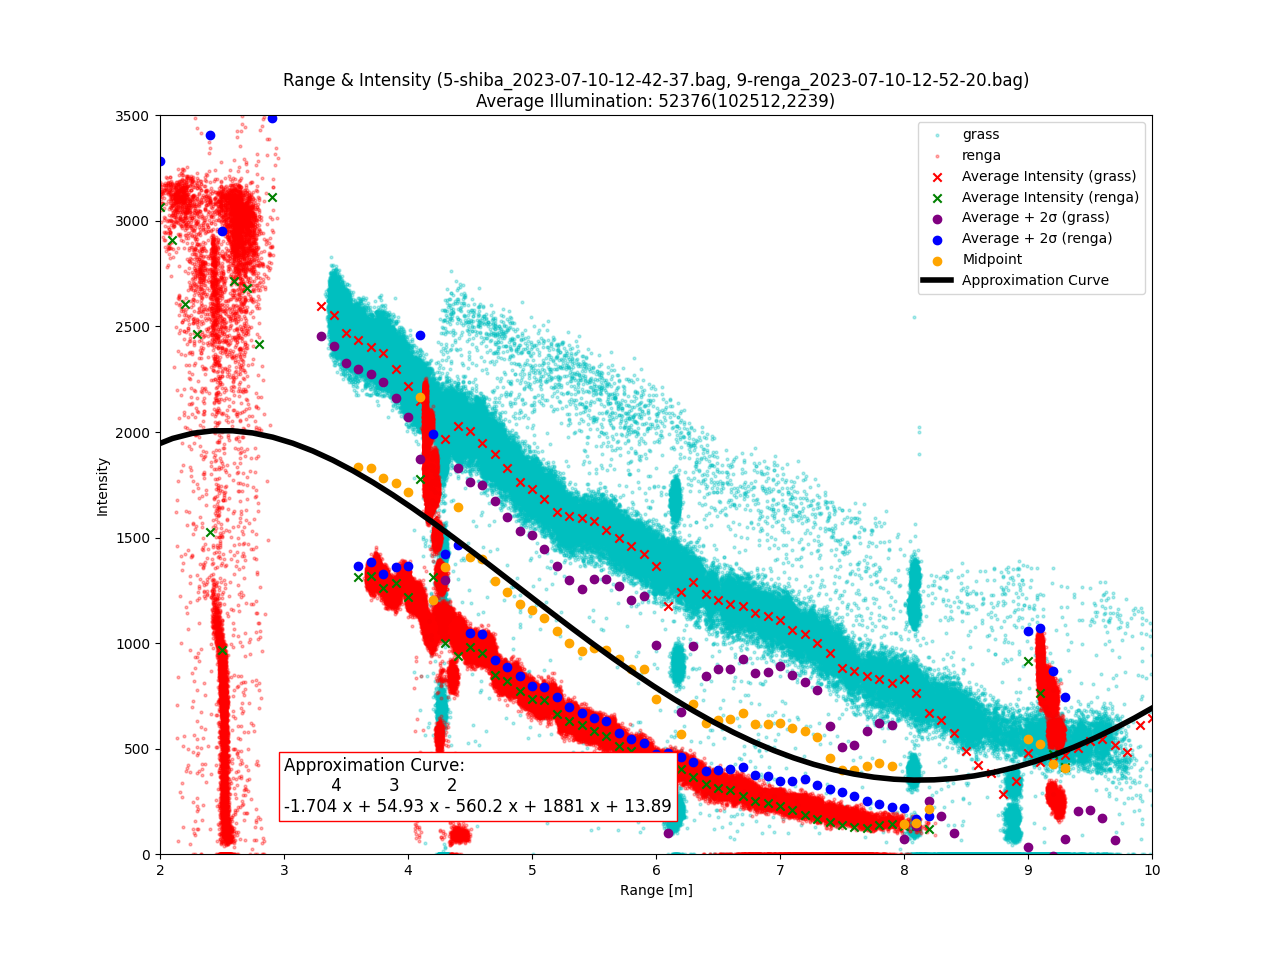 Range & Intensity (5-shiba_2023-07-10-12-42-37.bag, 9-renga_2023-07-10-12-52-20.bag)
Average Illumination: 52376(102512,2239)
3500
3000
2500
2000
1500
1000
500
0
Intensity
grass
renga
Average Intensity (grass)
Average Intensity (renga)
Average + 2σ (grass)
Average + 2σ (renga)
Midpoint
Approximation Curve
Approximation Curve:
4 3 2
-1.704 x + 54.93 x - 560.2 x + 1881 x + 13.89
2 3 4 5 6 7 8 9 10
Range [m]